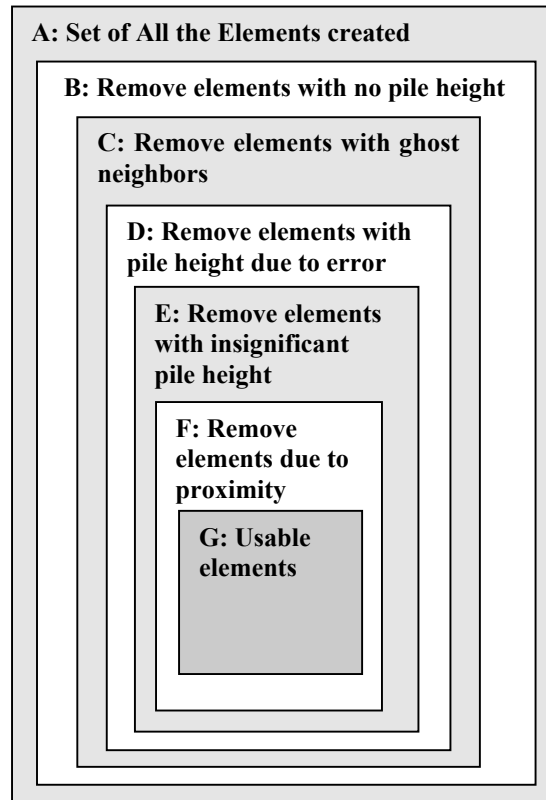 A: Set of All the Elements created
B: Remove elements with no pile height
C: Remove elements with ghost
neighbors
D: Remove elements with
pile height due to error
E: Remove elements
with insignificant
pile height
F: Remove
elements due to
proximity
G: Usable
elements